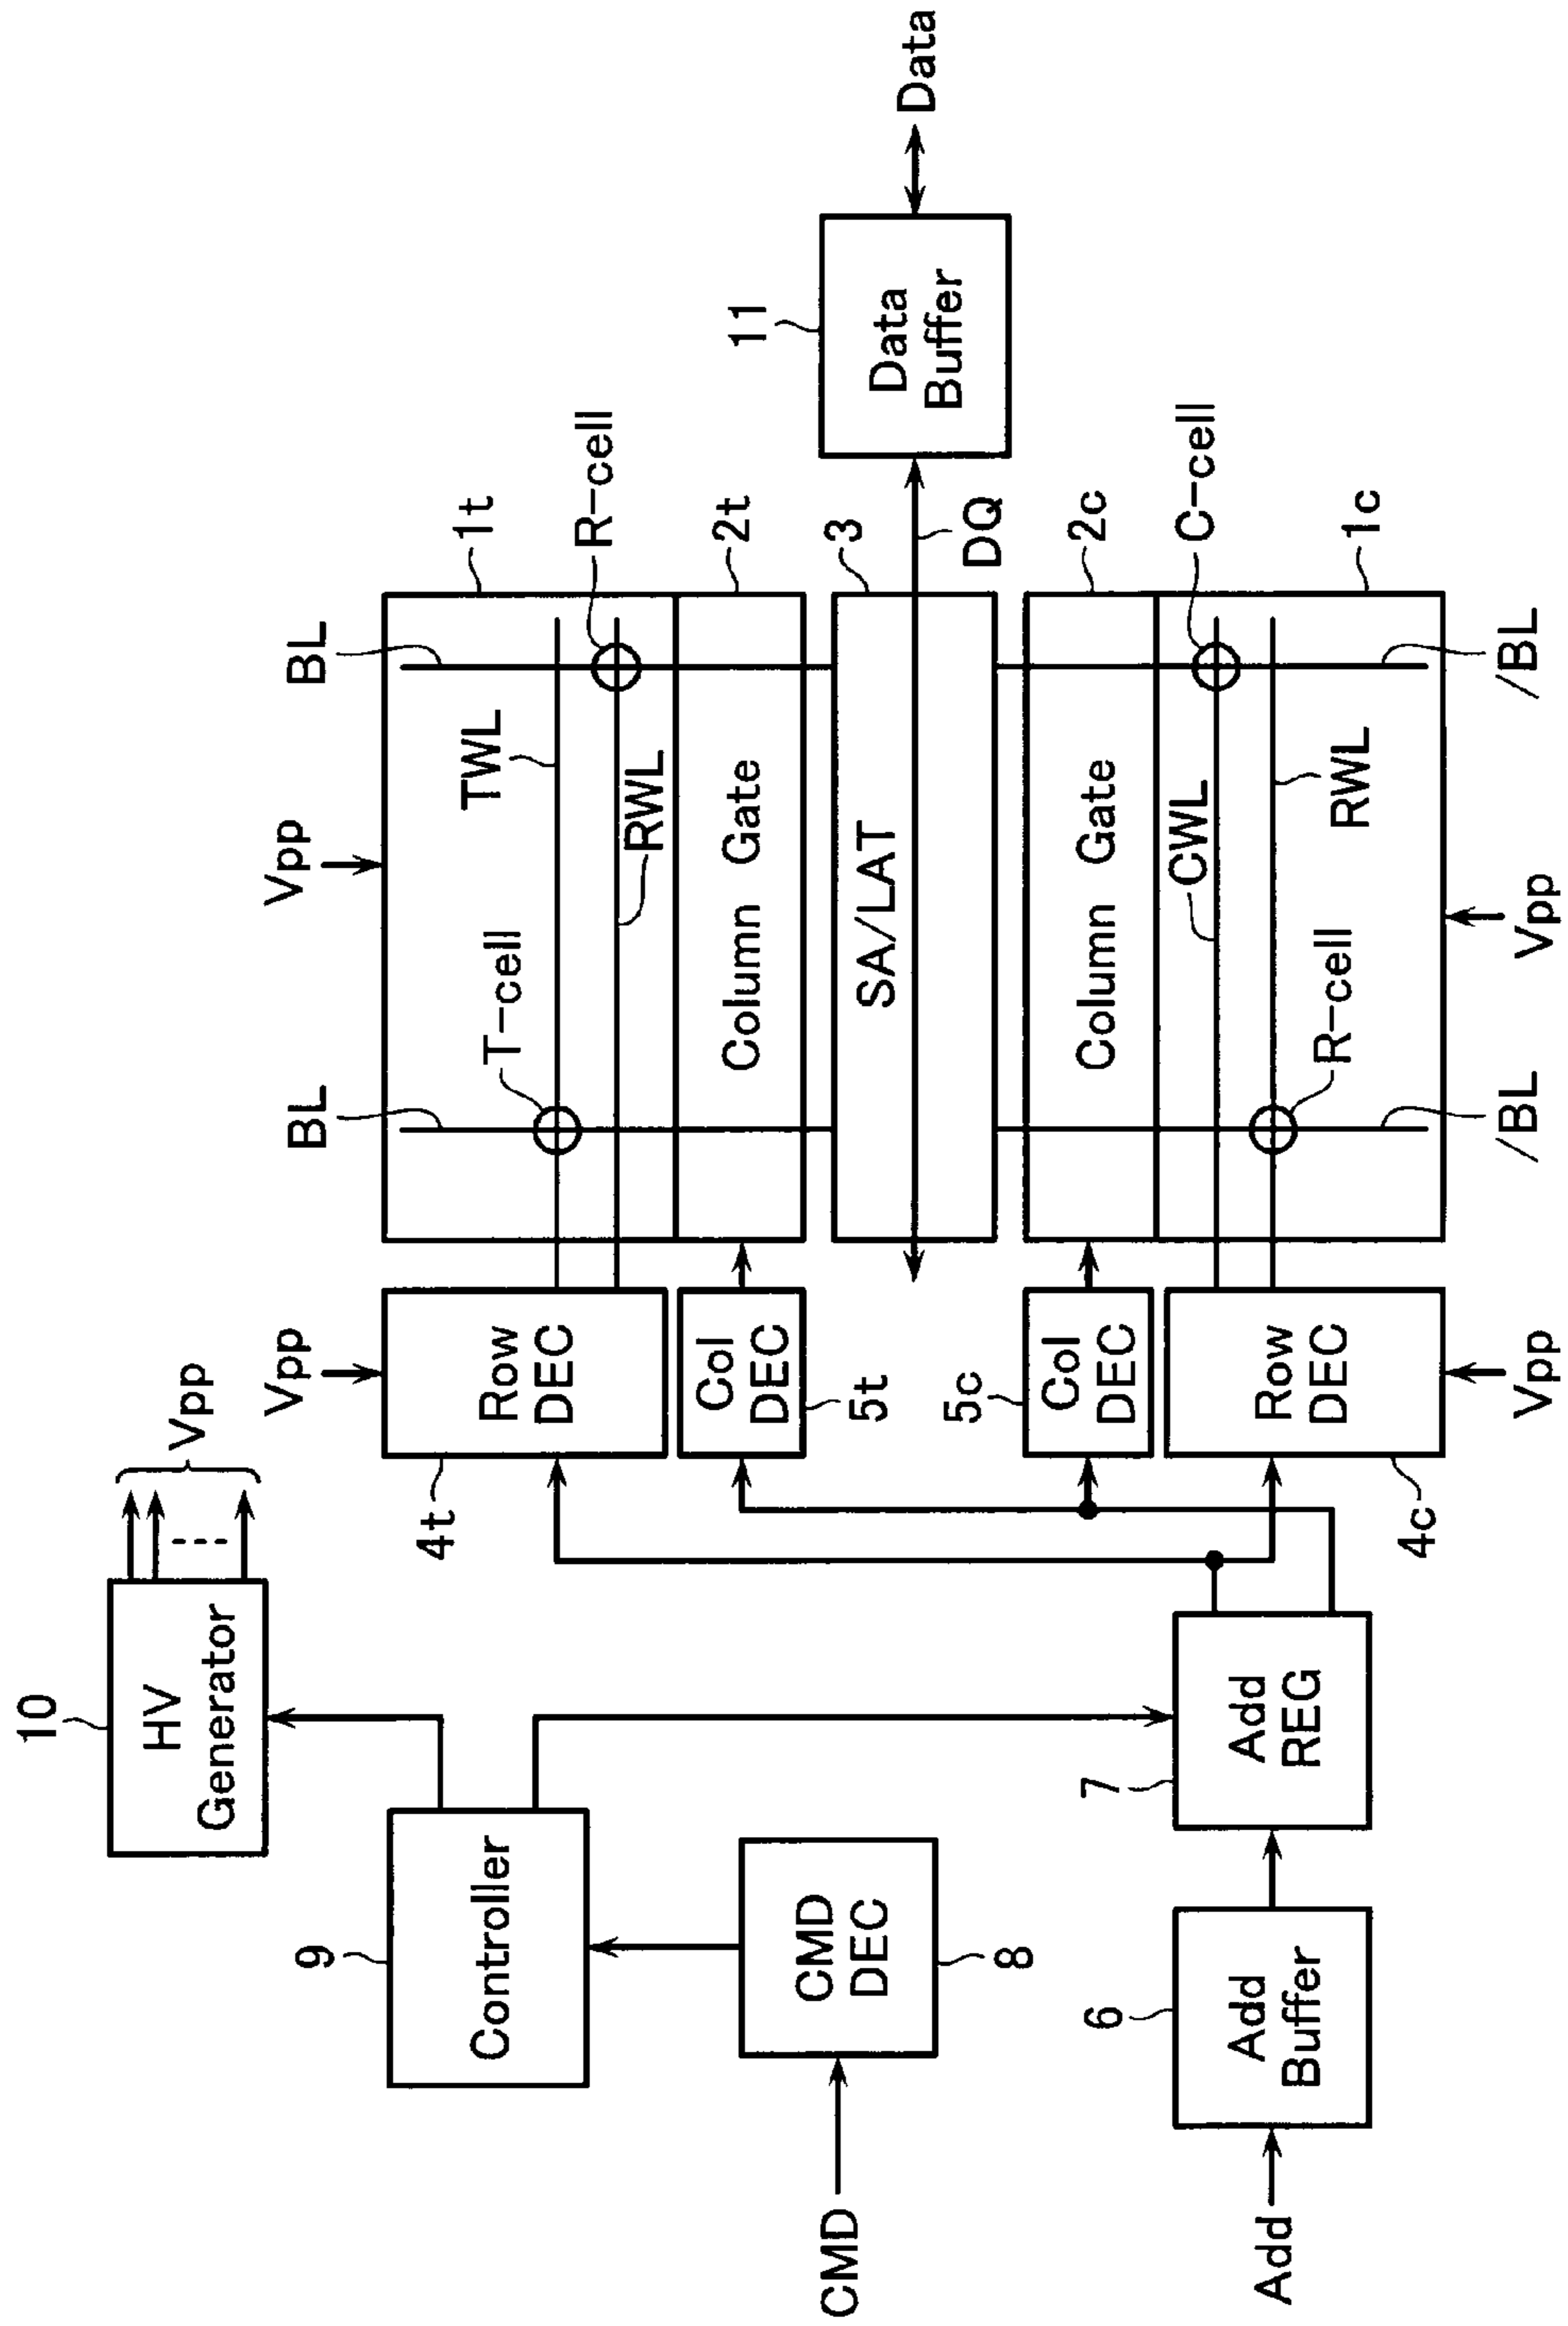 10
HV
Generator
Vpp
9
Controller
CMD
DEC
8
CMD
6
Add
Buffer
Add
7
Add
REG
Vpp
Row
DEC
4t
Col
DEC
5t
5c
Col
DEC
Row
DEC
4c
Vpp
Vpp
BL
BL
T-cell
TWL
RWL
1t
R-cell
Column Gate
2t
SA/LAT
3
DQ
11
Data
Buffer
Data
Column Gate
2c
CWL
C-cell
R-cell
RWL
1c
/BL
/BL
Vpp